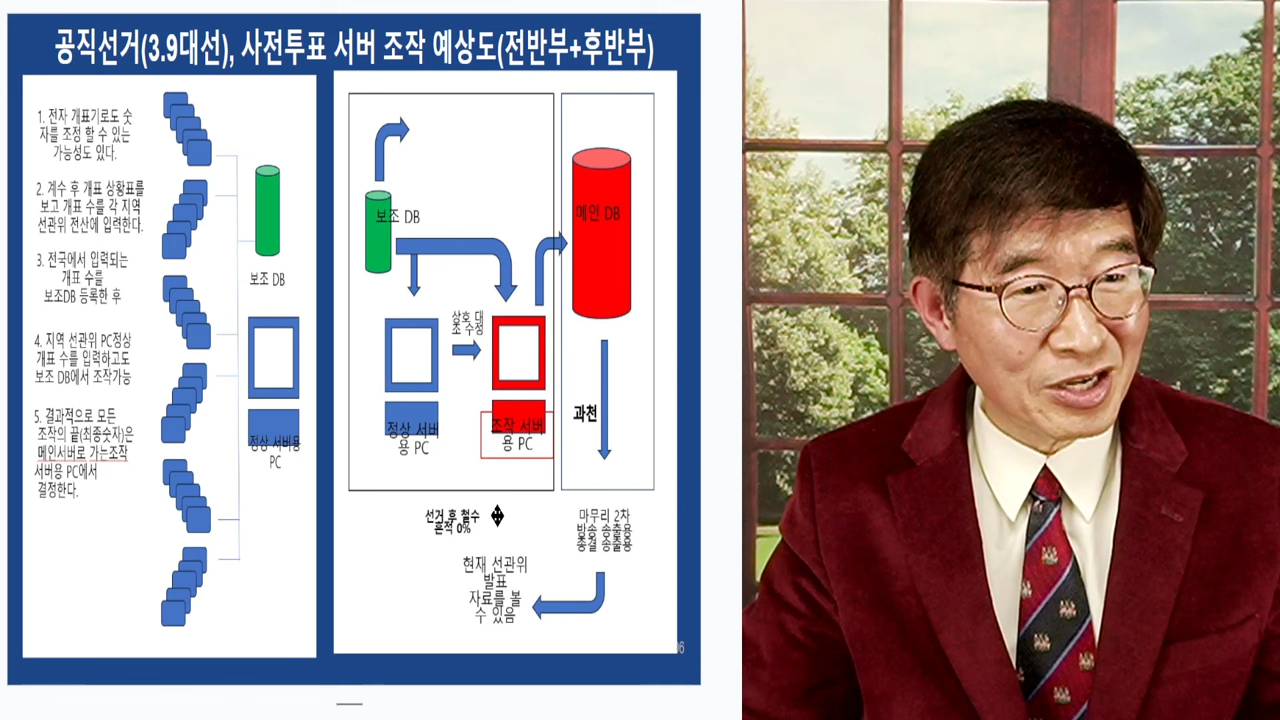 공직선거(3.9대선), 사전투표 서버 조작 예상도(전반부+후반부)
1. 전자 개표기로도 숫
자를 조정 할 수 있는
가능성도 있다.
2. 계수 후 개표 상황표를
보고 개표 수를 각 지역
선관위 전산에 입력한다.
3. 전국에서 입력되는
개표 수를
보조DB 등록한 후
4. 지역 선관위 PC정상
개표 수를 입력하고도
보조 DB에서 조작가능
5. 결과적으로 모든
조작의 끝(최종숫자)은
메인서버로 가는조작
서버용 PC에서
결정한다.
보조 DB
정상 서버용
PC
보조 DB
메인 DB
상호 대
조 수정
정상 서버
용 PC
조작 서버
용 PC
과천
선거 후 철수
흔적 0%
마무리 2차
방송 송출용
종결 송출용
현재 선관위
발표
자료를 볼
수 있음